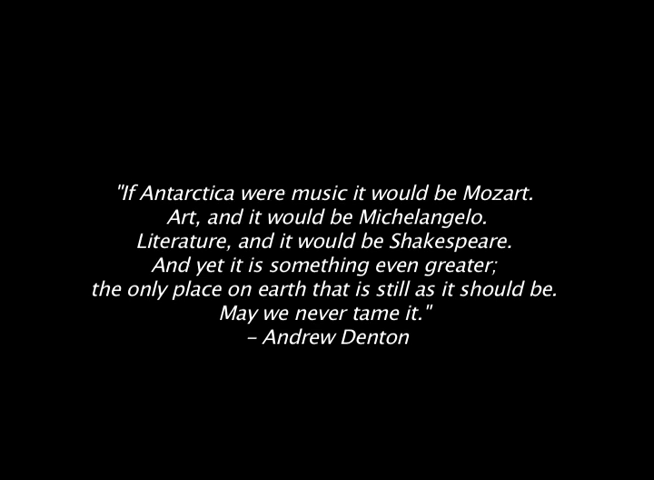 "If Antarctica were music it would be Mozart.
Art, and it would be Michelangelo.
Literature, and it would be Shakespeare.
And yet it is something even greater;
the only place on earth that is still as it should be.
May we never tame it."
– Andrew Denton